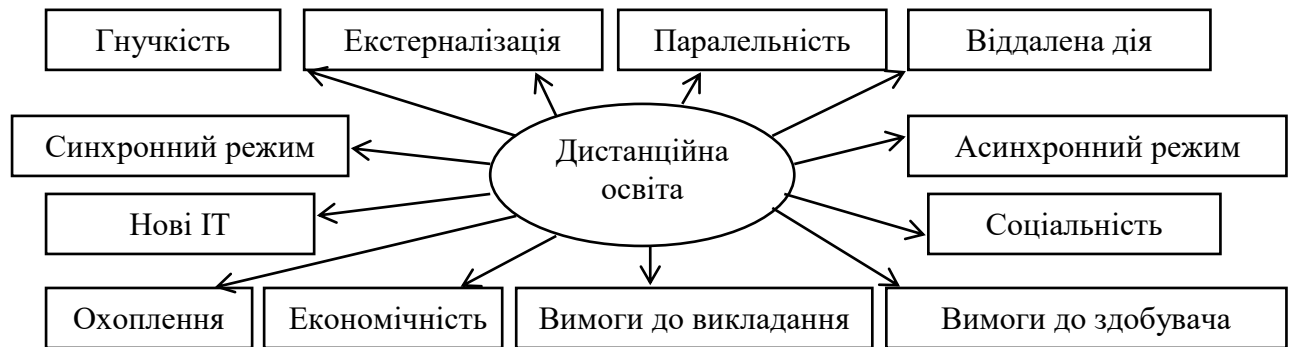 Гнучкість
Екстерналізація
Паралельність
Віддалена дія
Синхронний режим
Дистанційна
освіта
Асинхронний режим
Нові ІТ
Соціальність
Охоплення
Економічність
Вимоги до викладання
Вимоги до здобувача